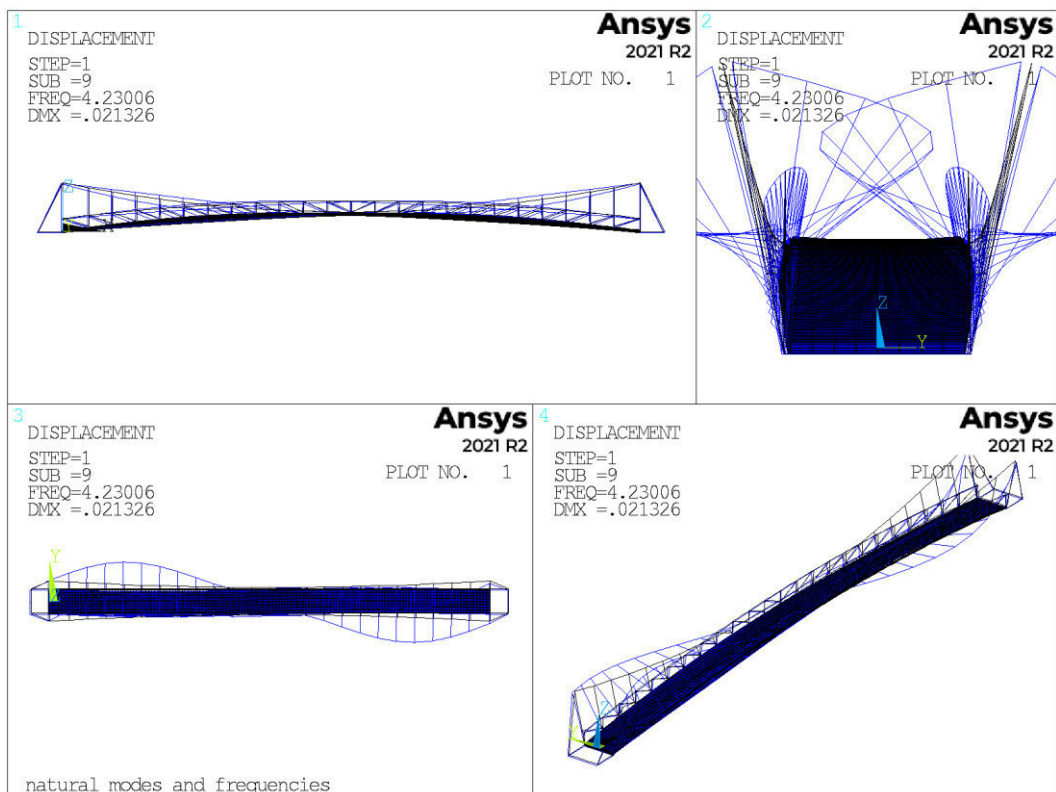 1
Ansys
2021 R2
DISPLACEMENT
STEP=1
SUB =9
FREQ=4.23006
DMX =.021326
PLOT NO. 1
Z
X
2
Ansys
2021 R2
DISPLACEMENT
STEP=1
SUB =9
FREQ=4.23006
DMX =.021326
PLOT NO. 1
Z
Y
3
Ansys
2021 R2
DISPLACEMENT
STEP=1
SUB =9
FREQ=4.23006
DMX =.021326
PLOT NO. 1
Y
natural modes and frequencies
4
Ansys
2021 R2
DISPLACEMENT
STEP=1
SUB =9
FREQ=4.23006
DMX =.021326
PLOT NO. 1
Z
Y